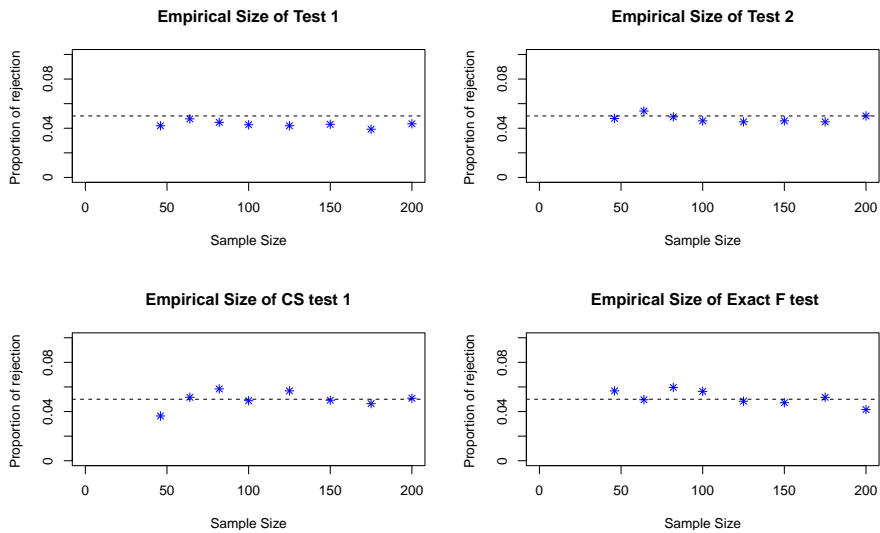 Empirical Size of Test 1
Proportion of rejection
0.08
0.04
0
0 50 100 150 200
Sample Size
Empirical Size of Test 2
Proportion of rejection
0.08
0.04
0
0 50 100 150 200
Sample Size
Empirical Size of CS test 1
Proportion of rejection
0.08
0.04
0
0 50 100 150 200
Sample Size
Empirical Size of Exact F test
Proportion of rejection
0.08
0.04
0
0 50 100 150 200
Sample Size